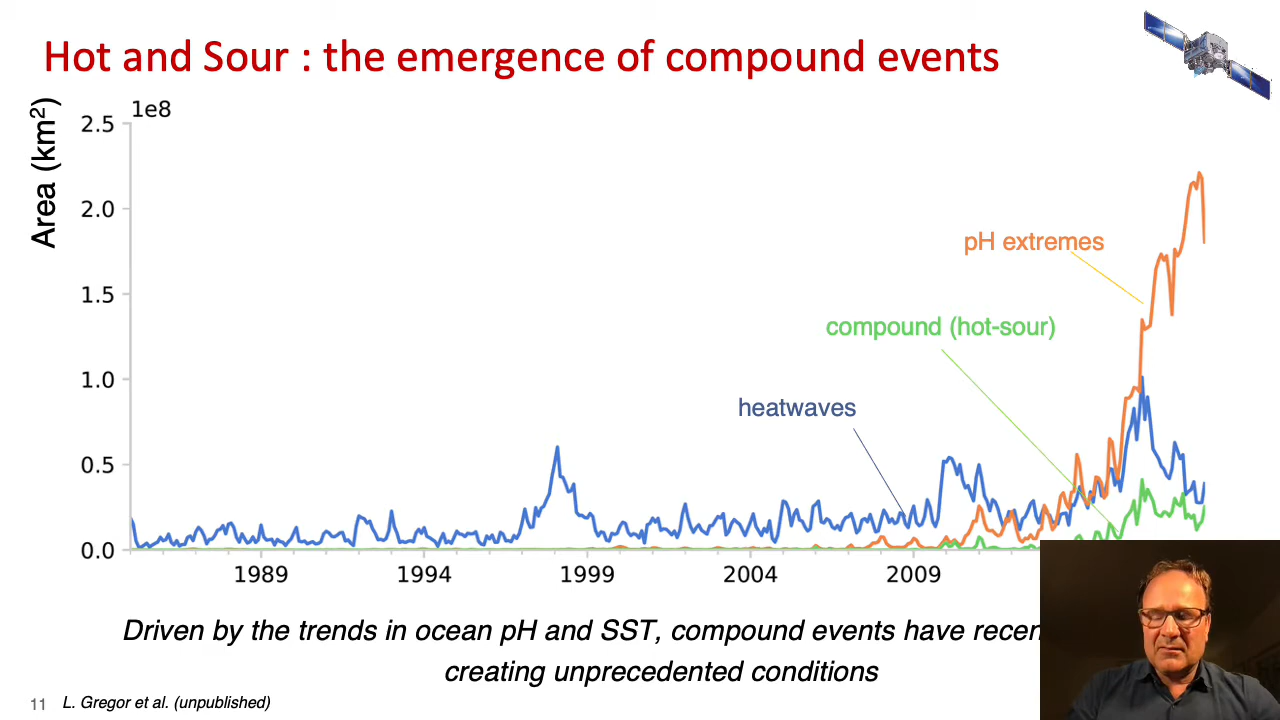 Hot and Sour : the emergence of compound events
Area (km²)
1e8
2.5
2.0
1.5
1.0
0.5
0.0
pH extremes
compound (hot-sour)
heatwaves
1989
1994
1999
2004
2009
Driven by the trends in ocean pH and SST, compound events have
creating unprecedented conditions
11
L. Gregor et al. (unpublished)